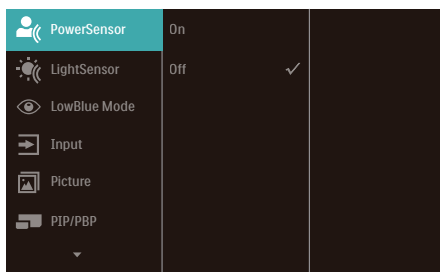 PowerSensor
On
LightSensor
Off
LowBlue Mode
Input
Picture
PIP/PBP